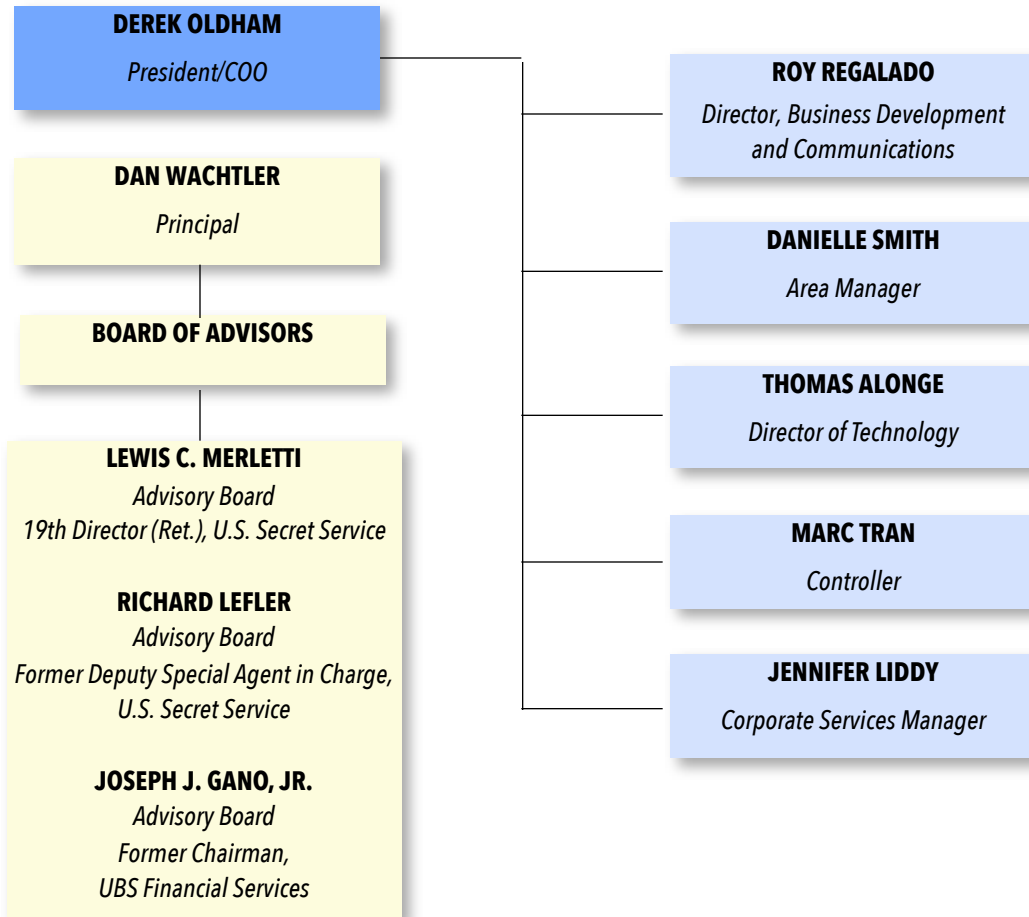 DEREK OLDHAM
President/COO
DAN WACHTLER
Principal
BOARD OF ADVISORS
LEWIS C. MERLETTI
Advisory Board
19th Director (Ret.), U.S. Secret Service
RICHARD LEFLER
Advisory Board
Former Deputy Special Agent in Charge,
U.S. Secret Service
JOSEPH J. GANO, JR.
Advisory Board
Former Chairman,
UBS Financial Services
ROY REGALADO
Director, Business Development
and Communications
DANIELLE SMITH
Area Manager
THOMAS ALONGE
Director of Technology
MARC TRAN
Controller
JENNIFER LIDDY
Corporate Services Manager